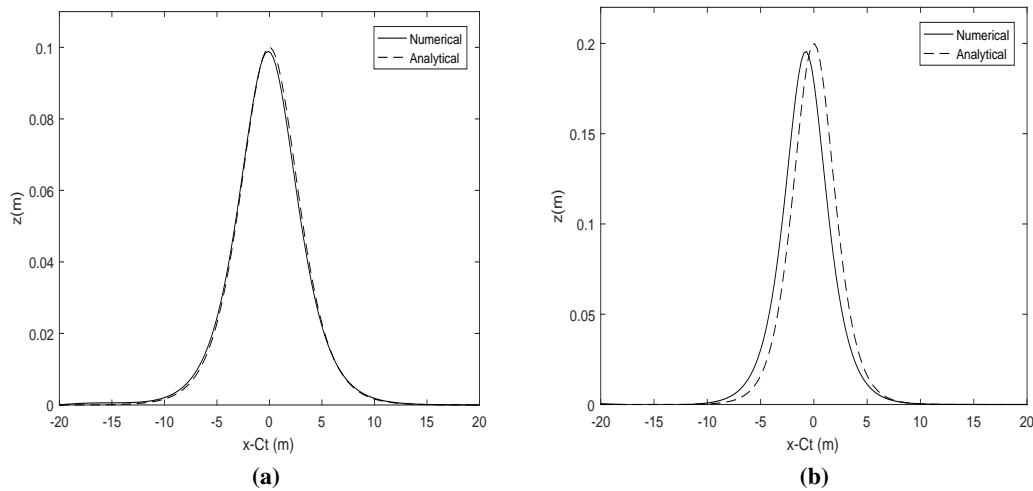 Numerical
Analytical
0.1
0.08
0.06
0.04
0.02
0
z(m)
-20 -15 -10 -5 0 5 10 15 20
x-Ct (m)
(a)
Numerical
Analytical
0.2
0.15
0.1
0.05
0
z(m)
-20 -15 -10 -5 0 5 10 15 20
x-Ct (m)
(b)